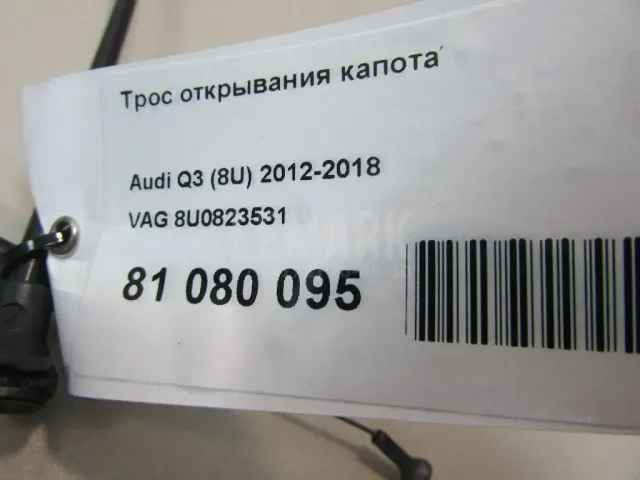 Трос открывания капота
Audi Q3 (8U) 2012-2018
VAG 8U0823531
81 080 095